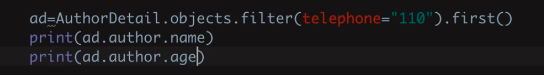 ad=AuthorDetail.objects.filter(telephone="110").first()
print(ad.author.name)
print(ad.author.age)